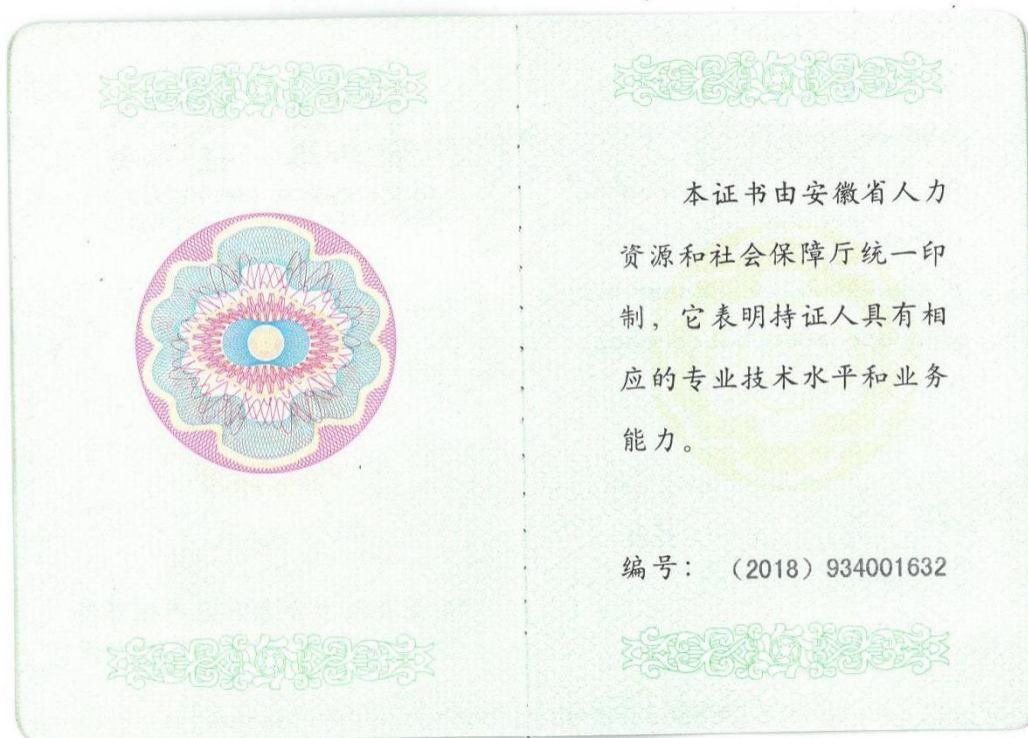 本证书由安徽省人力
资源和社会保障厅统一印
制，它表明持证人具有相
应的专业技术水平和业务
能力。
编号： （2018）934001632